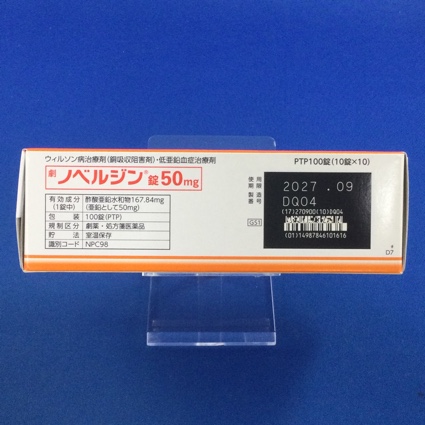 ウィルソン病治療剤(銅吸収阻害剤)・低亜鉛血症治療剤
PTP100錠(10錠×10)
劇 ノベルジン®錠50mg
有効成分(1錠中) 酢酸亜鉛水和物167.84mg(亜鉛として50mg)
包 装 100錠(PTP)
規制区分 劇薬・処方箋医薬品
貯 法 室温保存
識別コード NPC98
使用期限 2027.09
製造番号 DQ04
GS1
(17)270900(10)DQ04
(01)14987846101616
D7